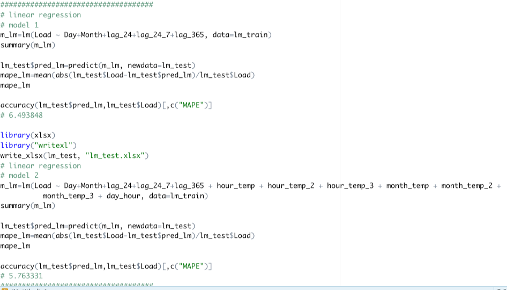 ####################################
# linear regression
# model 1
m_lm=lm(Load ~ Day+Month+lag_24+lag_24_7+lag_365, data=lm_train)
summary(m_lm)
lm_test$pred_lm=predict(m_lm, newdata=lm_test)
mape_lm=mean(abs(lm_test$Load-lm_test$pred_lm)/lm_test$Load)
mape_lm
accuracy(lm_test$pred_lm,lm_test$Load)[,c("MAPE")]
# 6.493848
library(xlsx)
library("writexl")
write_xlsx(lm_test, "lm_test.xlsx")
# linear regression
# model 2
m_lm=lm(Load ~ Day+Month+lag_24+lag_24_7+lag_365 + hour_temp + hour_temp_2 + hour_temp_3 + month_temp + month_temp_2 +
month_temp_3 + day_hour, data=lm_train)
summary(m_lm)
lm_test$pred_lm=predict(m_lm, newdata=lm_test)
mape_lm=mean(abs(lm_test$Load-lm_test$pred_lm)/lm_test$Load)
mape_lm
accuracy(lm_test$pred_lm,lm_test$Load)[,c("MAPE")]
# 5.763331
####################################